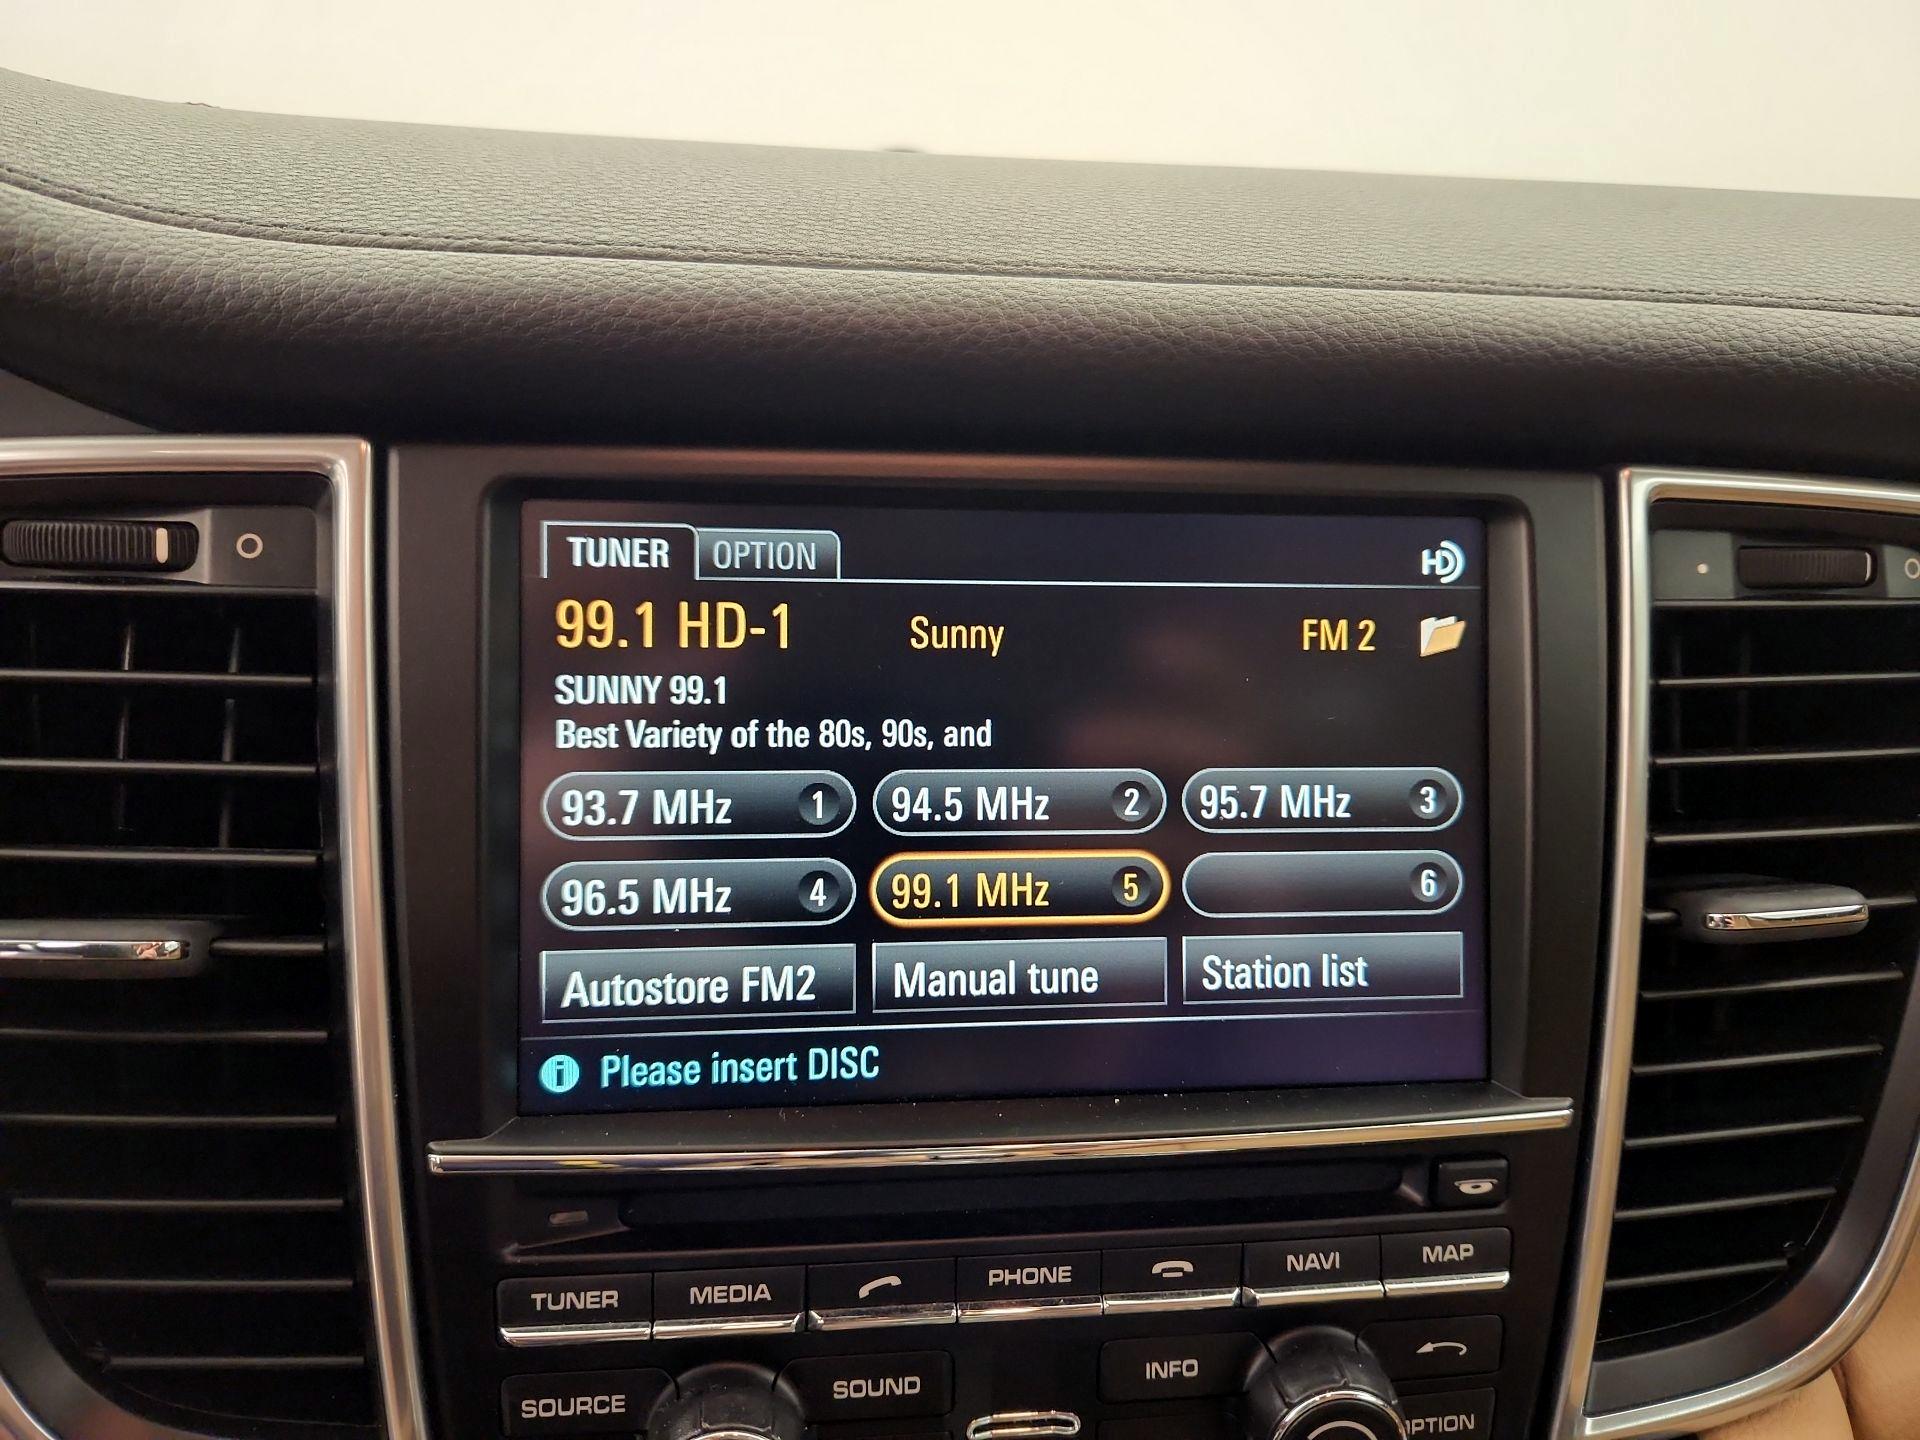 TUNER OPTION HD
99.1 HD-1 Sunny FM 2
SUNNY 99.1
Best Variety of the 80s, 90s, and
93.7 MHz 1 94.5 MHz 2 95.7 MHz 3
96.5 MHz 4 99.1 MHz 5 6
Autostore FM2 Manual tune Station list
i Please insert DISC
TUNER MEDIA PHONE NAVI MAP
SOURCE SOUND INFO
OPTION